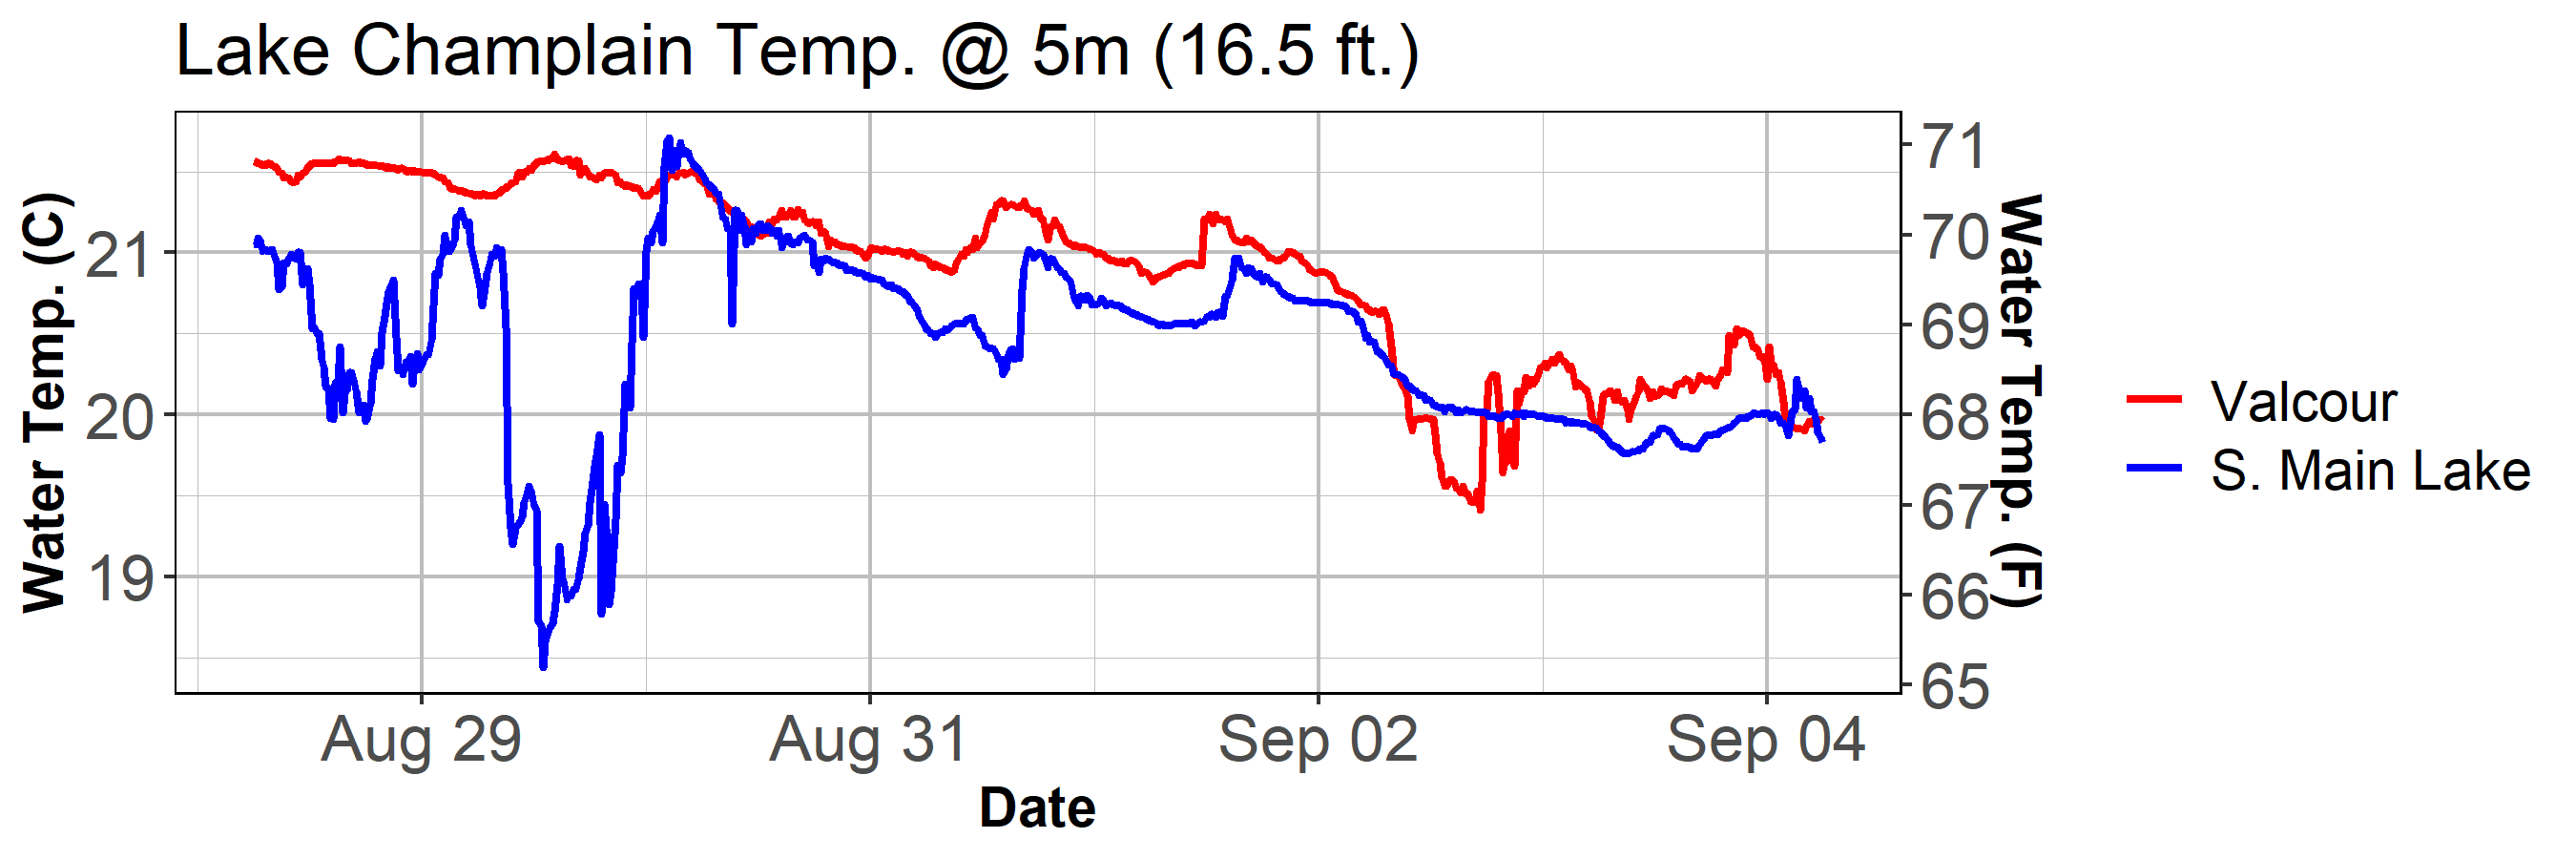 Lake Champlain Temp. @ 5m (16.5 ft.)
Water Temp. (C)
21
20
19
71
70
69
68
67
66
65
Water Temp. (F)
Aug 29
Aug 31
Sep 02
Sep 04
Date
Valcour
S. Main Lake